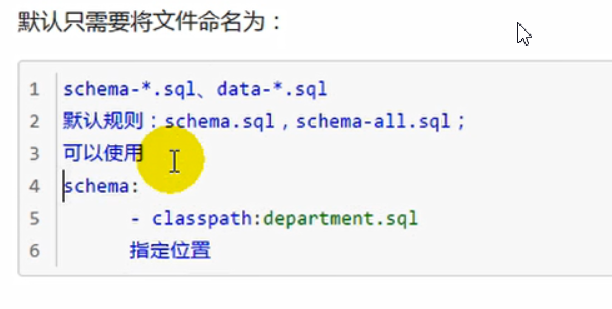 默认只需要将文件命名为：
1 schema-*.sql、data-*.sql
2 默认规则：schema.sql，schema-all.sql；
3 可以使用
4 schema:
5 - classpath:department.sql
6 指定位置